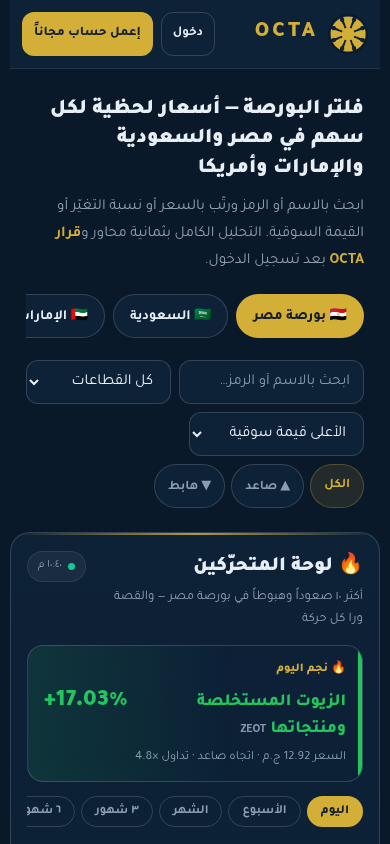 OCTA
دخول
إعمل حساب مجاناً
فلتر البورصة — أسعار لحظية لكل
سهم في مصر والسعودية
والإمارات وأمريكا
ابحث بالاسم أو الرمز ورتّب بالسعر أو نسبة التغيّر أو
القيمة السوقية. التحليل الكامل بثمانية محاور وقرار
OCTA بعد تسجيل الدخول.
🇪🇬 بورصة مصر
🇸🇦 السعودية
🇦🇪 الإمارات
ابحث بالاسم أو الرمز…
كل القطاعات
الأعلى قيمة سوقية
الكل
▲ صاعد
▼ هابط
🔥 لوحة المتحرّكين
١٠:٤٠ م
أكثر ١٠ صعوداً وهبوطاً في بورصة مصر — والقصة
ورا كل حركة
🔥 نجم اليوم
الزيوت المستخلصة
+17.03%
ومنتجاتها ZEOT
السعر 12.92 ج.م · اتجاه صاعد · تداول ×4.8
اليوم
الأسبوع
الشهر
٣ شهور
٦ شهو